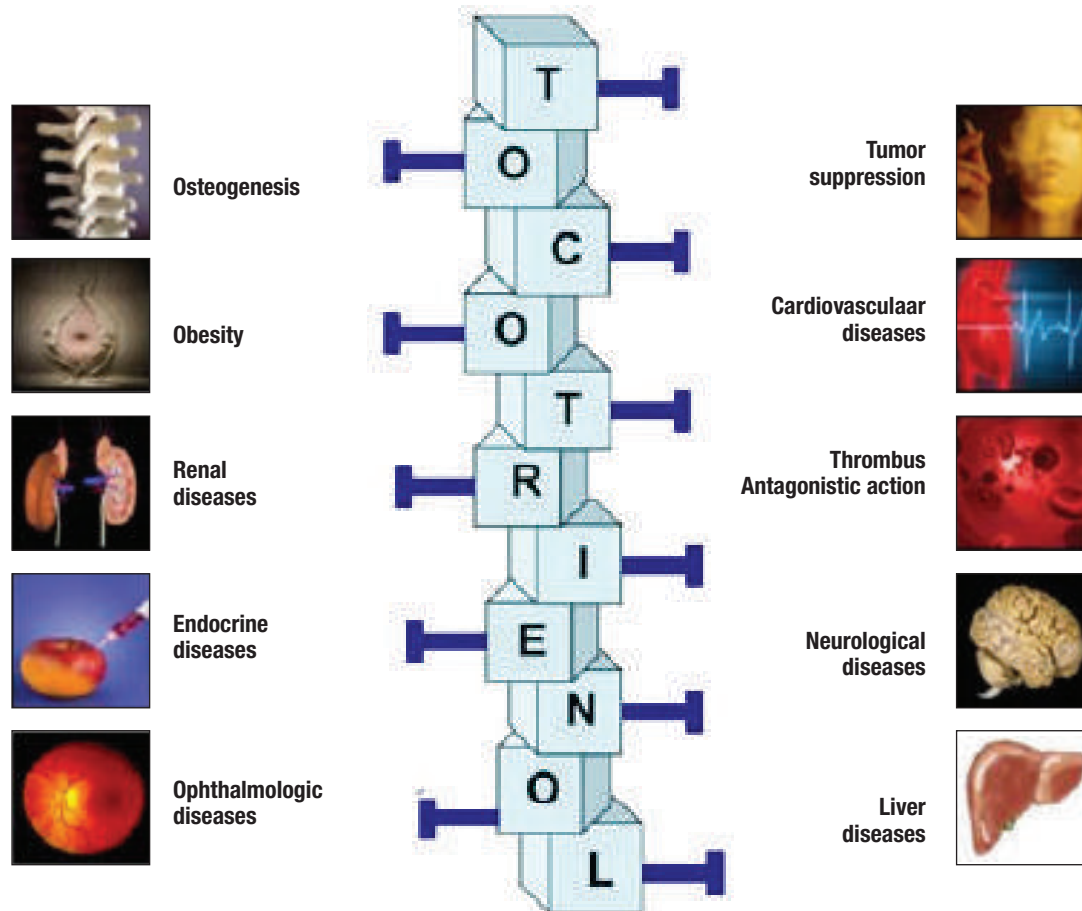 T
O
C
O
T
R
I
E
N
O
L
Osteogenesis
Obesity
Renal
diseases
Endocrine
diseases
Ophthalmologic
diseases
Tumor
suppression
Cardiovasculaar
diseases
Thrombus
Antagonistic action
Neurological
diseases
Liver
diseases